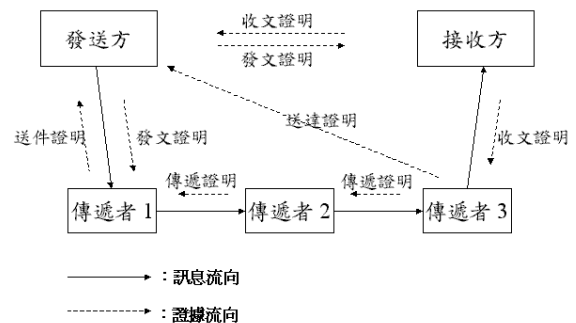 收文證明
發送方
接收方
發文證明
送達證明
送件證明
發文證明
收文證明
傳遞證明
傳遞證明
傳遞者 1
傳遞者 2
傳遞者 3
：訊息流向
：證據流向